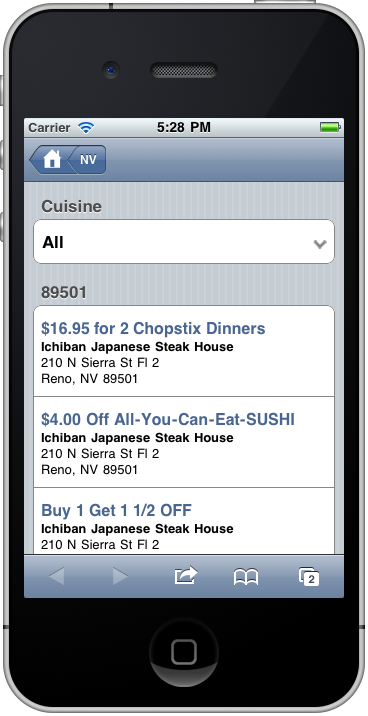 Carrier 5:28 PM
NV
Cuisine
All
89501
$16.95 for 2 Chopstix Dinners
Ichiban Japanese Steak House
210 N Sierra St Fl 2
Reno, NV 89501
$4.00 Off All-You-Can-Eat-SUSHI
Ichiban Japanese Steak House
210 N Sierra St Fl 2
Reno, NV 89501
Buy 1 Get 1 1/2 OFF
Ichiban Japanese Steak House
210 N Sierra St Fl 2
2